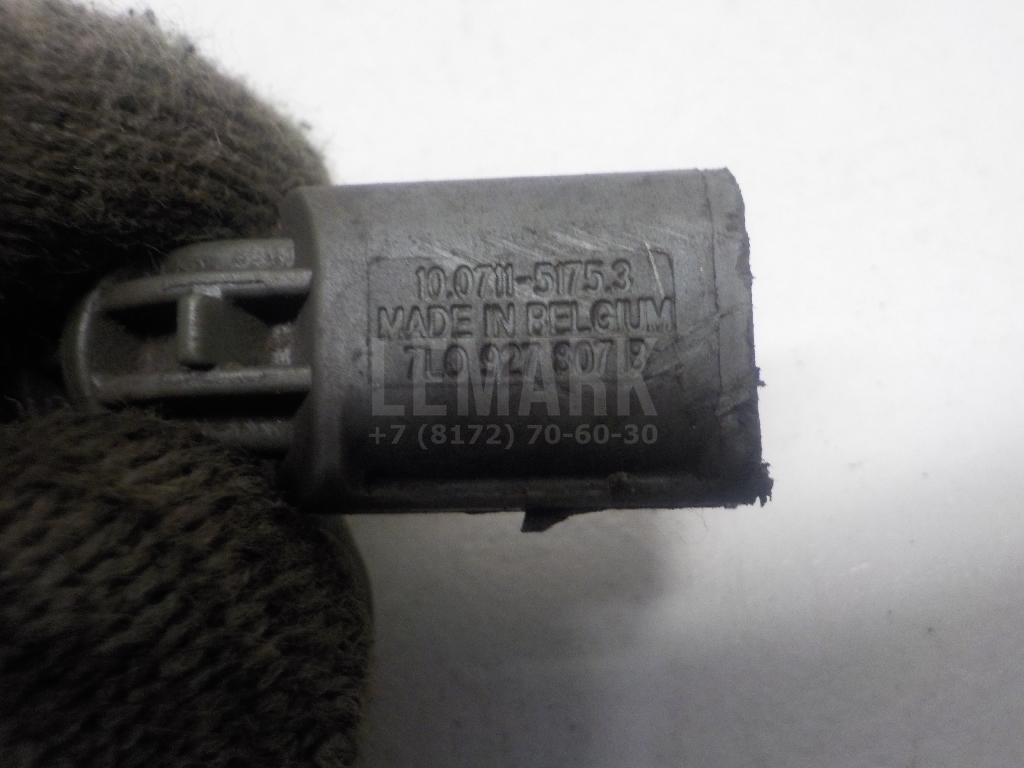 10.0711-5175.3
MADE IN BELGIUM
7L0 927 807 B
LEMARK
+7 (8172) 70-60-30